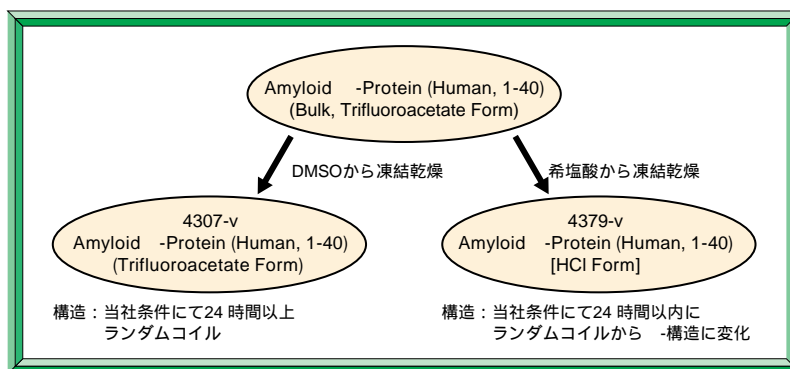 Amyloid -Protein (Human, 1-40)
(Bulk, Trifluoroacetate Form)
DMSOから凍結乾燥
希塩酸から凍結乾燥
4307-v
Amyloid -Protein (Human, 1-40)
(Trifluoroacetate Form)
4379-v
Amyloid -Protein (Human, 1-40)
[HCl Form]
構造：当社条件にて24 時間以上
ランダムコイル
構造：当社条件にて24 時間以内に
ランダムコイルから -構造に変化